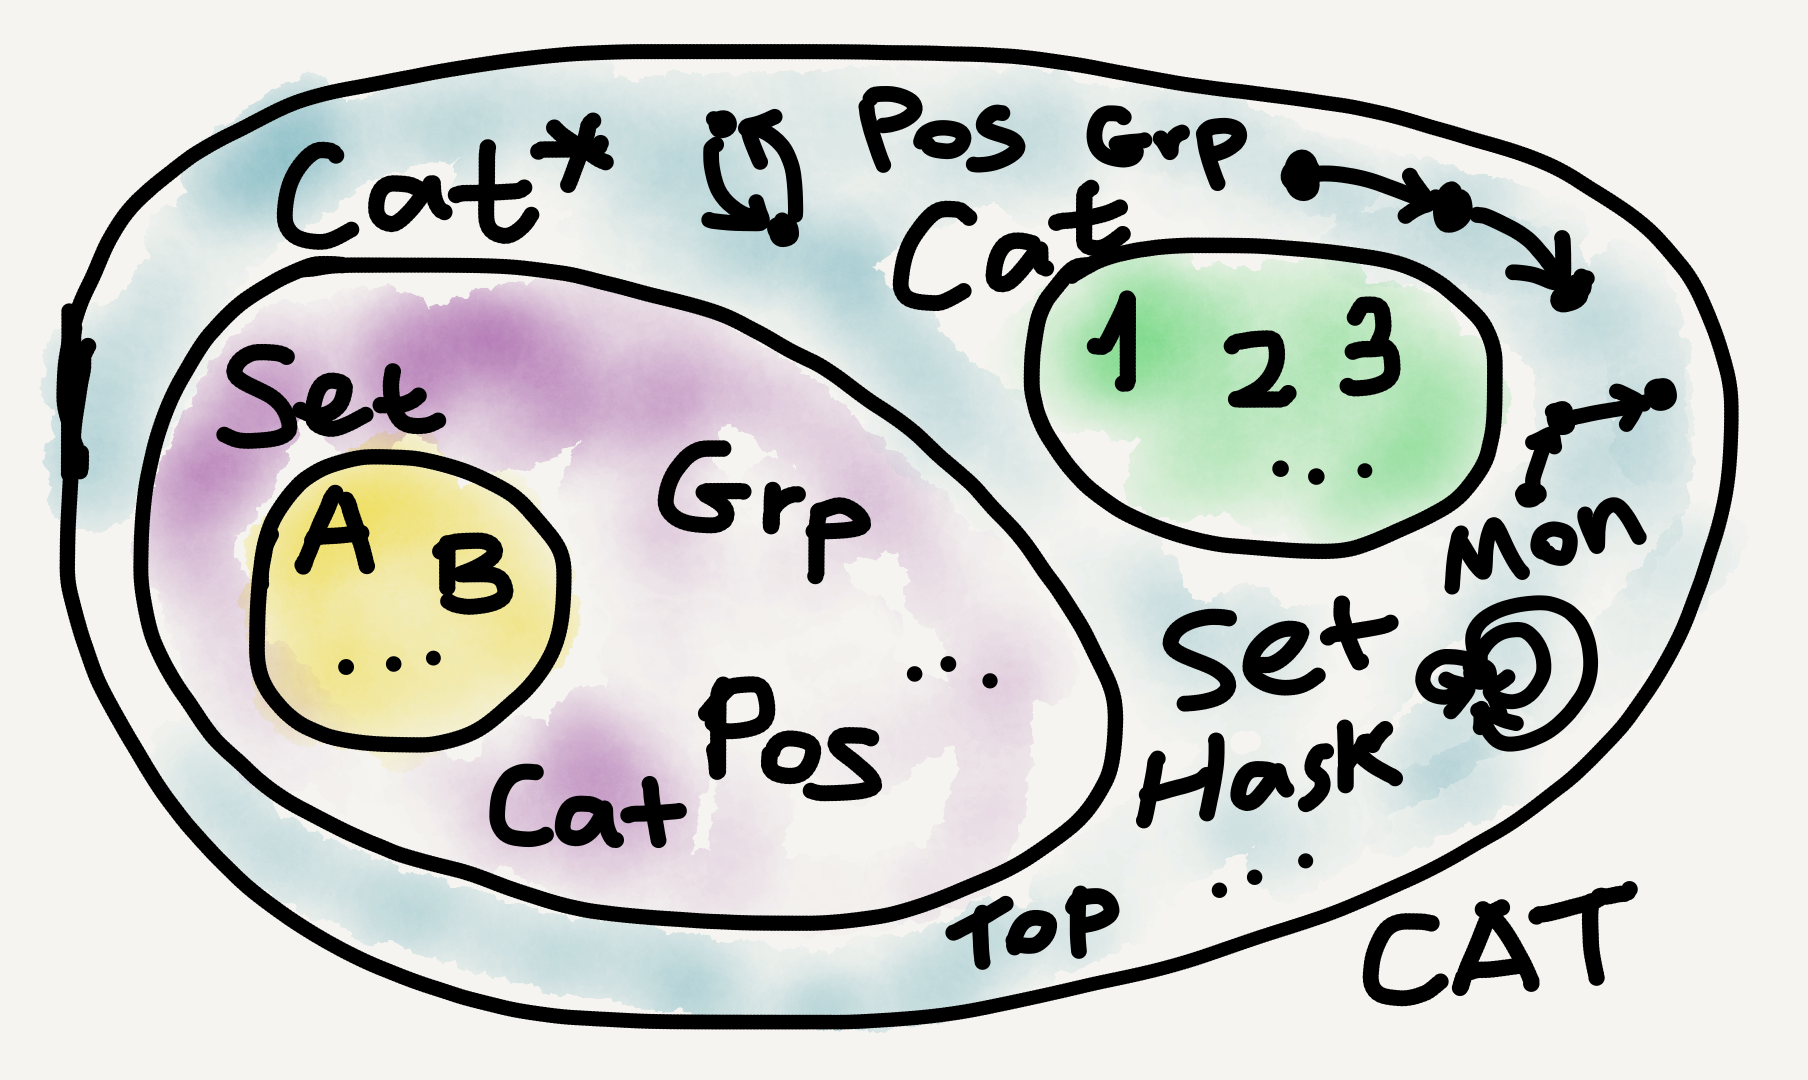 Cat*
Pos Grp
Cat
1 2 3
...
Set
A B
...
Grp
...
Pos
Cat
Mon
Set
Hask
...
Top
CAT